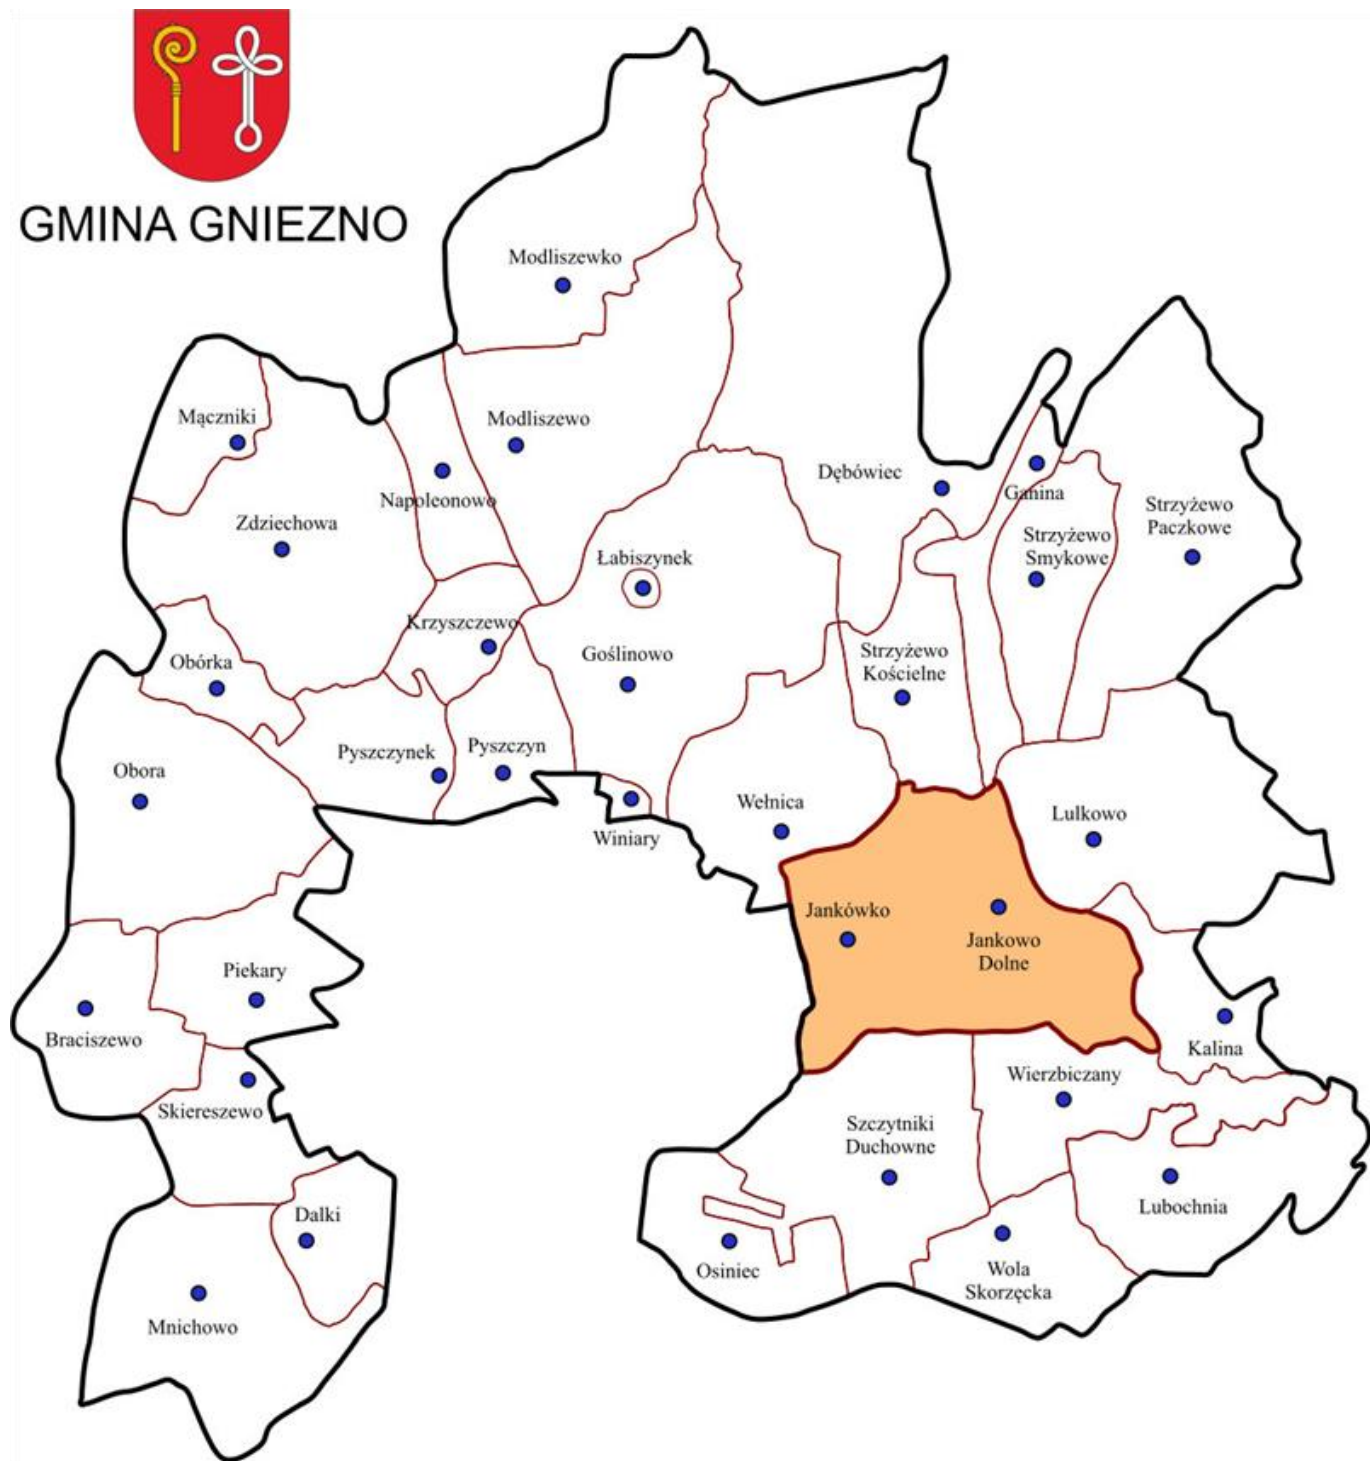 GMINA GNIEZNO
Modliszewko
Mączniki
Modliszewo
Napoleonowo
Dębówiec
Ganina
Zdziechowa
Strzyżewo
Paczkowe
Strzyżewo
Smykowe
Łabiszynek
Krzyszczewo
Obórka
Goślinowo
Strzyżewo
Kościelne
Pyszczynek
Pyszczyn
Obora
Wełnica
Lulkowo
Winiary
Jankówko
Jankowo
Dolne
Piekary
Braciszewo
Kalina
Wierzbiczany
Skiereszewo
Szczytniki
Duchowne
Lubochnia
Dalki
Osiniec
Wola
Skorzęcka
Mnichowo